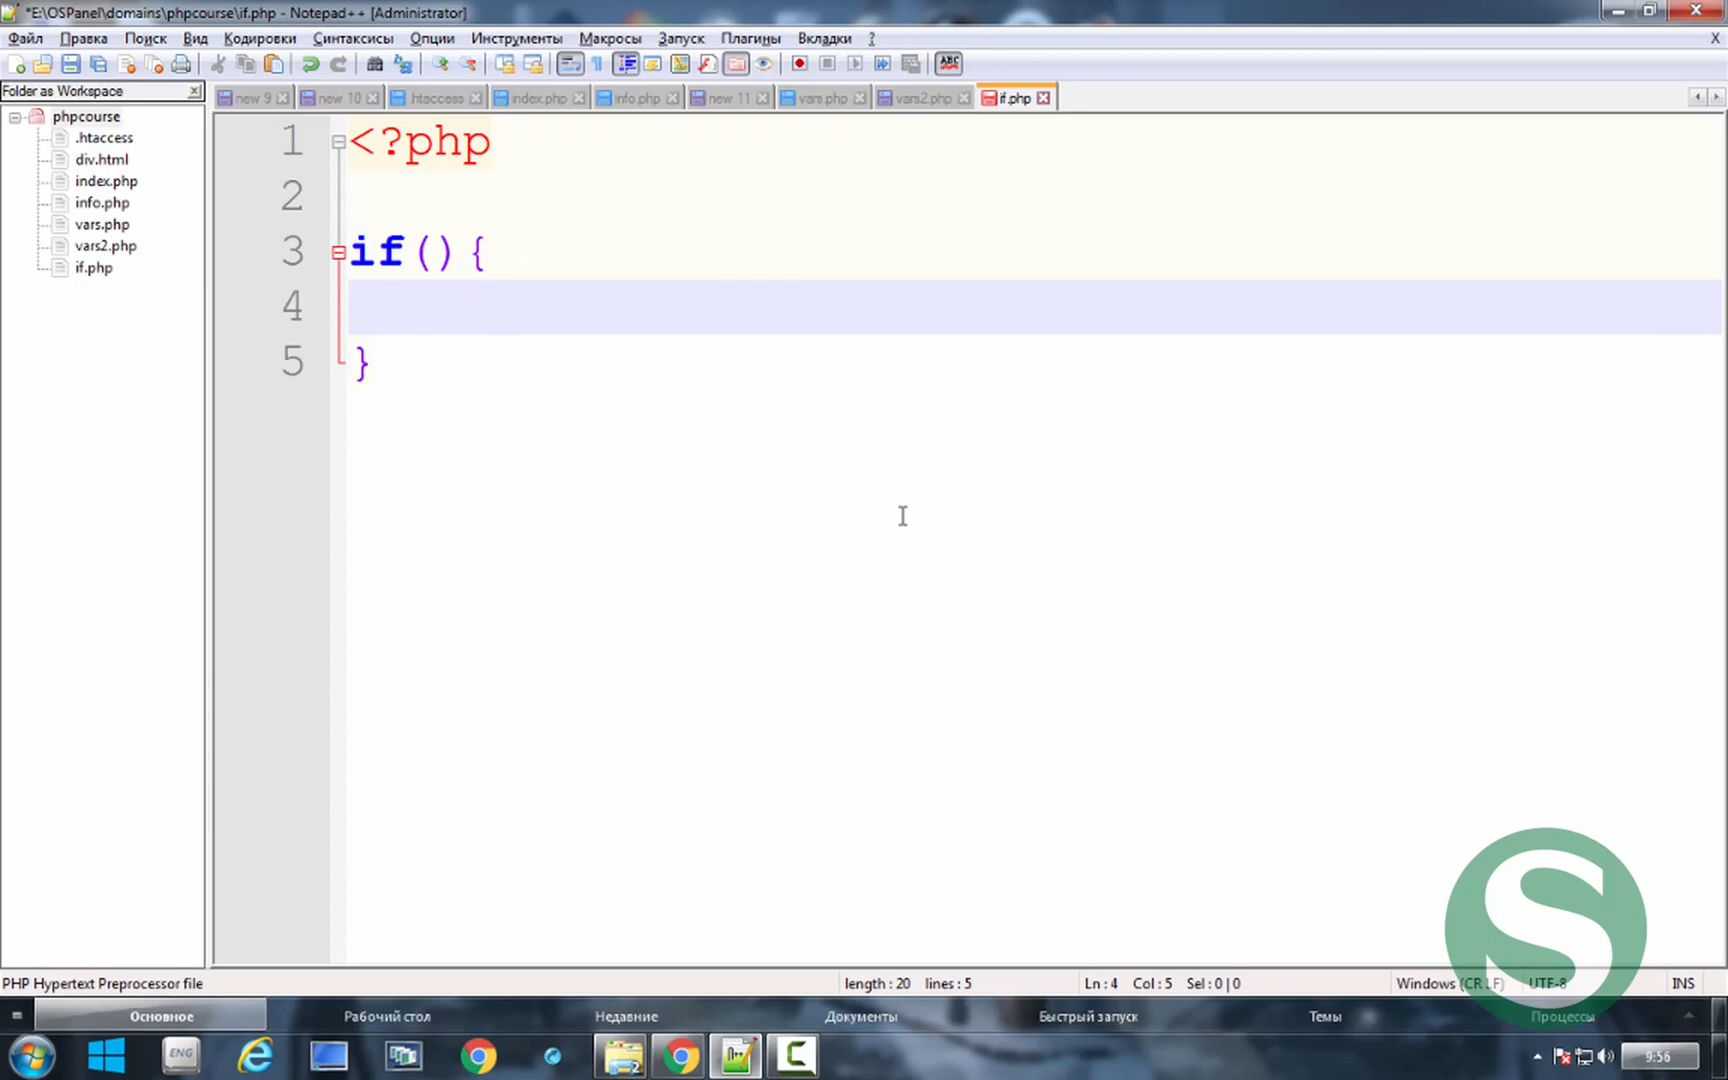 *E:\OSPanel\domains\phpcourse\if.php - Notepad++ [Administrator]
Файл Правка Поиск Вид Кодировки Синтаксисы Опции Инструменты Макросы Запуск Плагины Вкладки ? X
ABC
Folder as Workspace
new 9 new 10 .htaccess index.php info.php new 11 vars.php vars2.php if.php
phpcourse
.htaccess
div.html
index.php
info.php
vars.php
vars2.php
if.php
1 <?php
2
3 if(){
4
5 }
S
PHP Hypertext Preprocessor file length : 20 lines : 5 Ln : 4 Col : 5 Sel : 0 | 0 Windows (CR LF) UTF-8 INS
Основное Рабочий стол Недавние Документы Быстрый запуск Темы Процессы
ENG 9:56